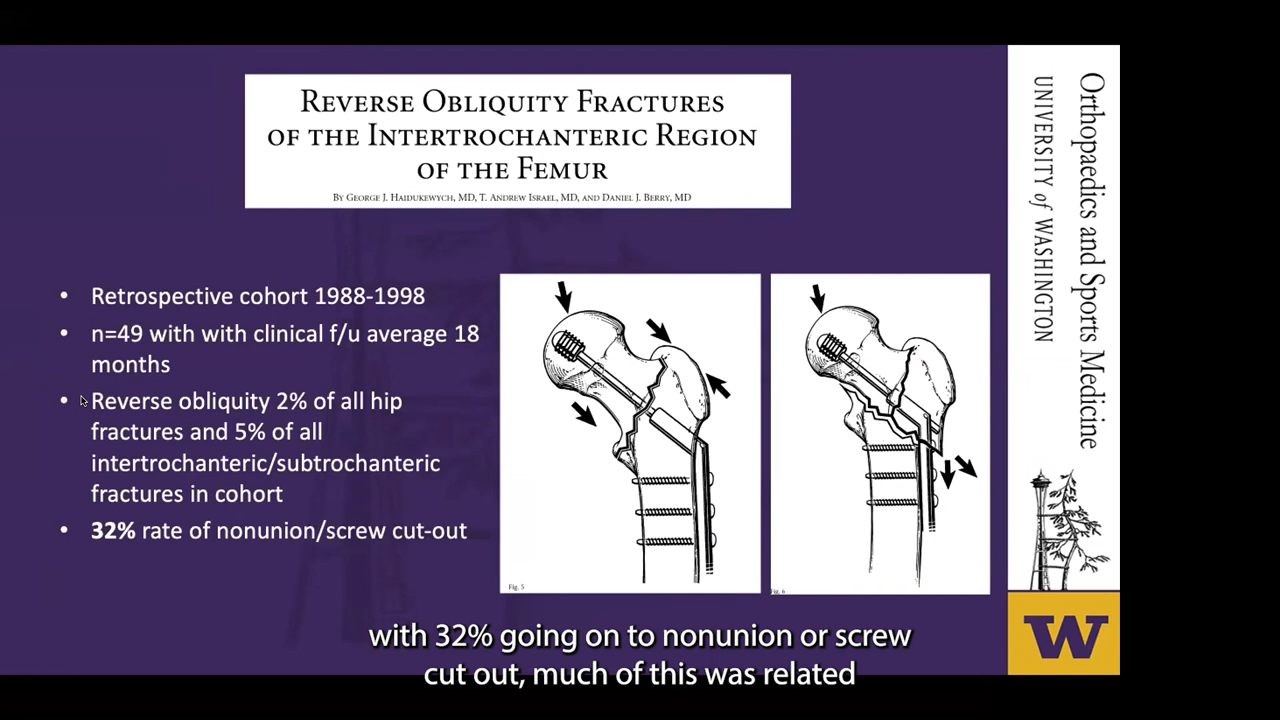 REVERSE OBLIQUITY FRACTURES
OF THE INTERTROCHANTERIC REGION
OF THE FEMUR
BY GEORGE J. HAIDUKEWYCH, MD, T. ANDREW ISRAEL, MD, AND DANIEL J. BERRY, MD
• Retrospective cohort 1988-1998
• n=49 with with clinical f/u average 18
months
• Reverse obliquity 2% of all hip
fractures and 5% of all
intertrochanteric/subtrochanteric
fractures in cohort
• 32% rate of nonunion/screw cut-out
Fig. 5
Fig. 6
Orthopaedics and Sports Medicine
UNIVERSITY of WASHINGTON
W
with 32% going on to nonunion or screw
cut out, much of this was related